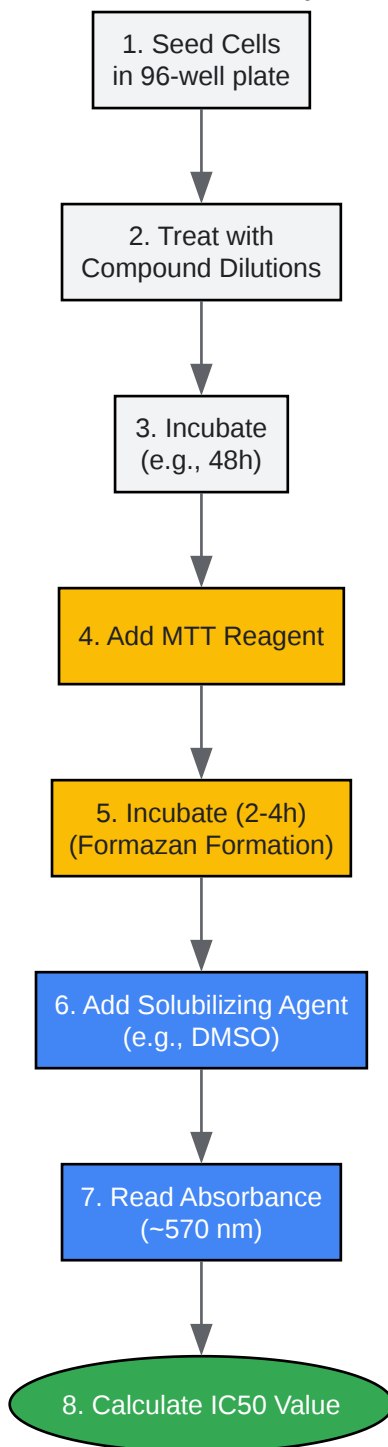 1. Seed Cells
in 96-well plate
2. Treat with
Compound Dilutions
3. Incubate
(e.g., 48h)
4. Add MTT Reagent
5. Incubate (2-4h)
(Formazan Formation)
6. Add Solubilizing Agent
(e.g., DMSO)
7. Read Absorbance
(~570 nm)
8. Calculate IC50 Value